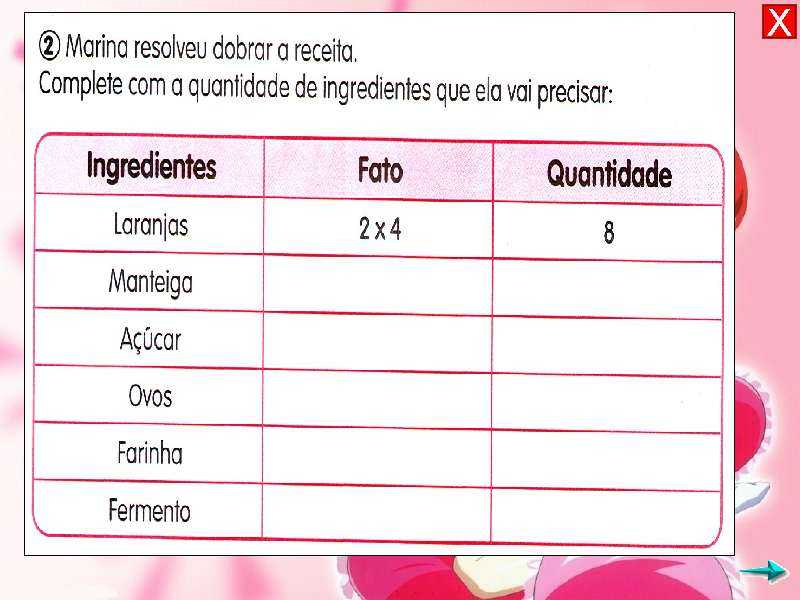 X
2 Marina resolveu dobrar a receita.
Complete com a quantidade de ingredientes que ela vai precisar:
Ingredientes Fato Quantidade
Laranjas 2 x 4 8
Manteiga
Açúcar
Ovos
Farinha
Fermento